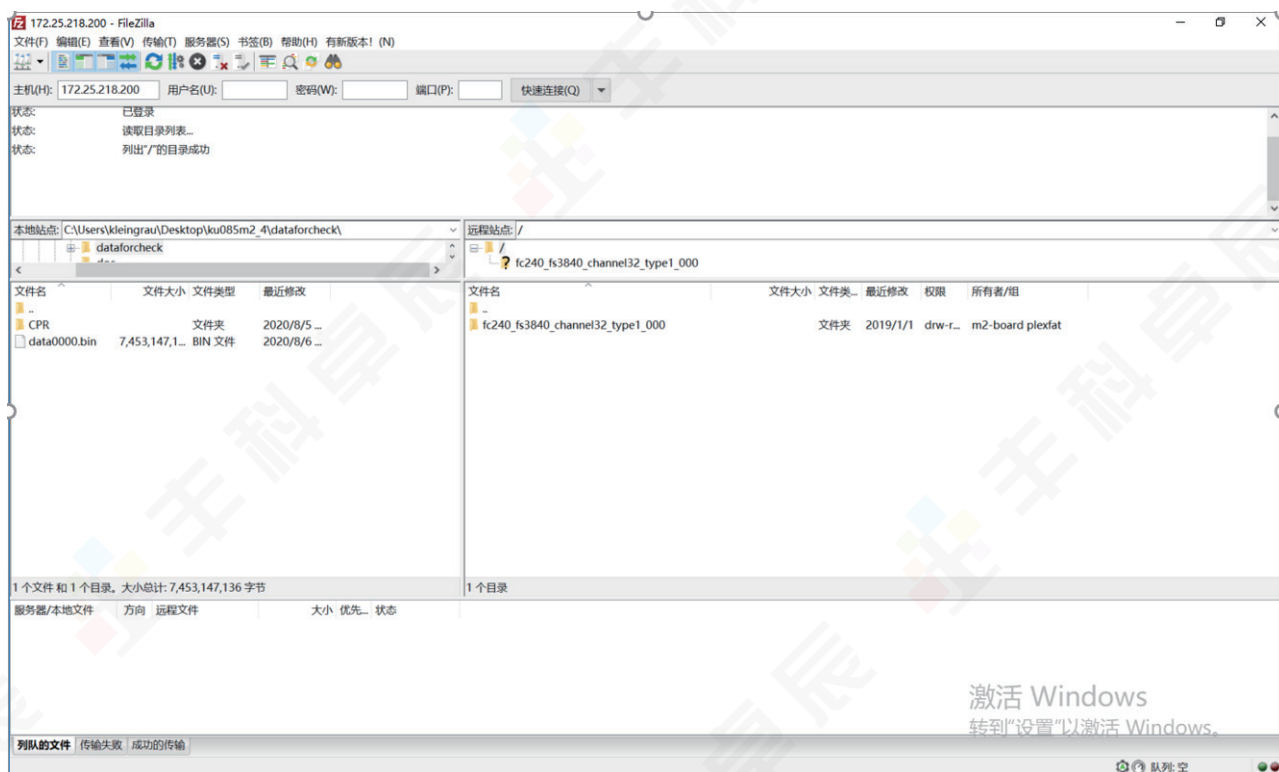 172.25.218.200 - FileZilla
文件(F) 编辑(E) 查看(V) 传输(T) 服务器(S) 书签(B) 帮助(H) 有新版本! (N)
主机(H): 172.25.218.200 用户名(U): 密码(W): 端口(P): 快速连接(Q)
状态: 已登录
状态: 读取目录列表...
状态: 列出"/"的目录成功
本地站点: C:\Users\kleingrau\Desktop\ku085m2_4\dataforcheck\ 远程站点: /
dataforcheck /
fc240_fs3840_channel32_type1_000
文件名 文件大小 文件类型 最近修改 文件名 文件大小 文件类... 最近修改 权限 所有者/组
.. ..
CPR 文件夹 2020/8/5 ... fc240_fs3840_channel32_type1_000 文件夹 2019/1/1 drw-r... m2-board plexfat
data0000.bin 7,453,147,1... BIN 文件 2020/8/6 ...
1 个文件 和 1 个目录。大小总计: 7,453,147,136 字节 1 个目录
服务器/本地文件 方向 远程文件 大小 优先... 状态
激活 Windows
转到"设置"以激活 Windows。
列队的文件 传输失败 成功的传输
队列: 空
丰科卓辰